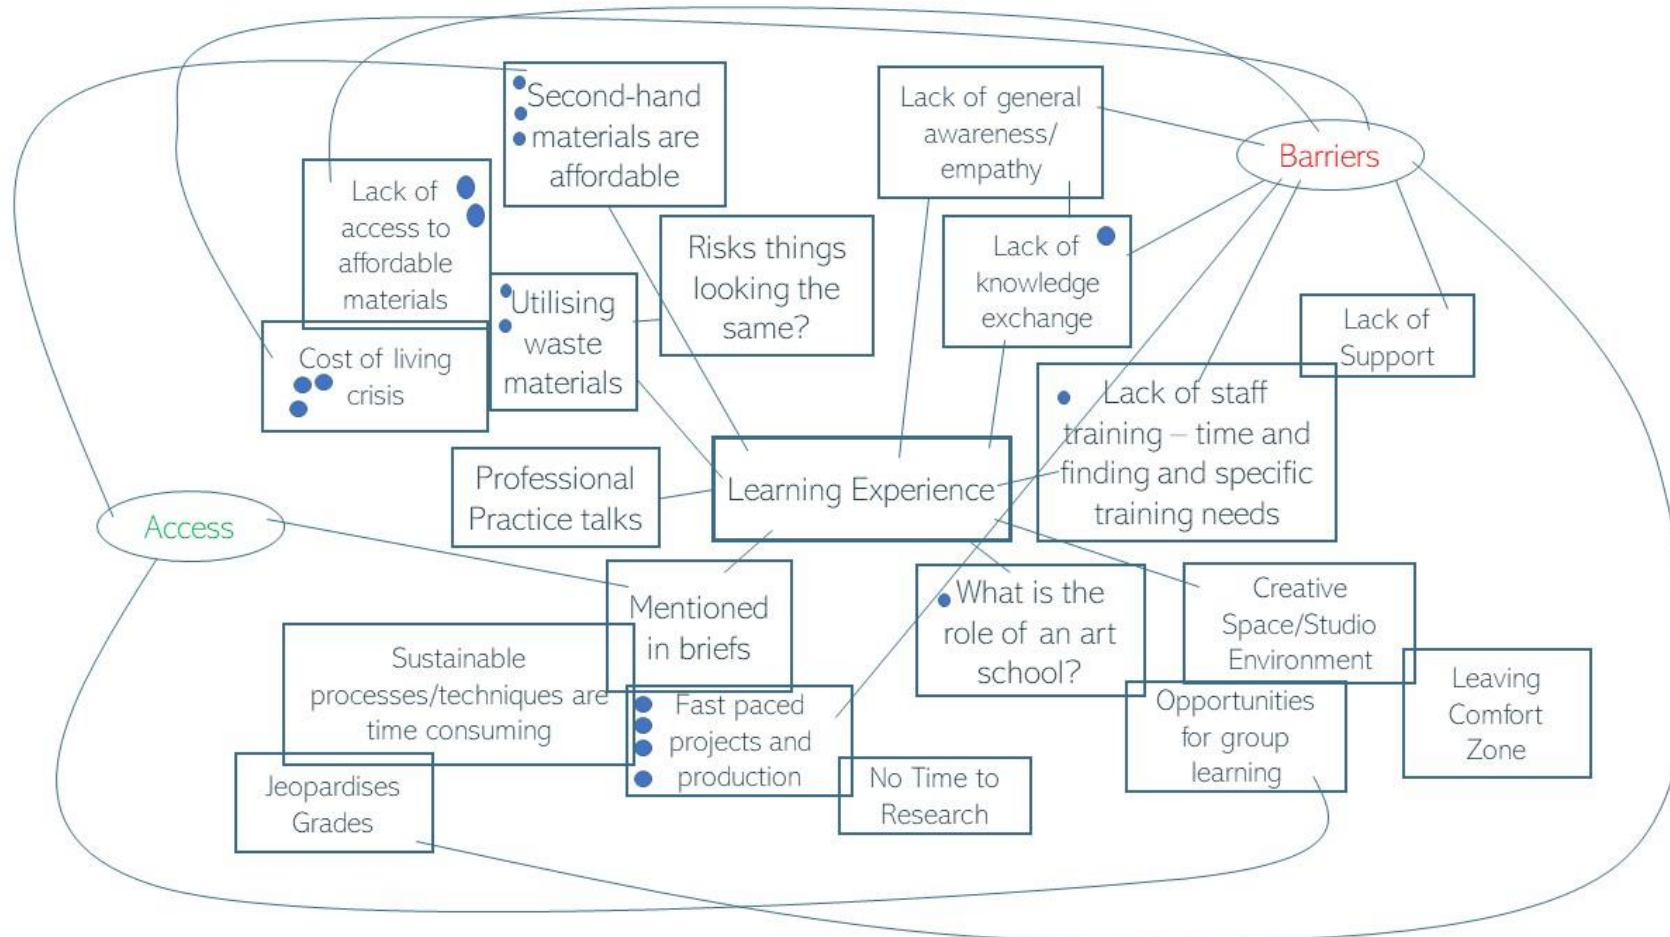 Second-hand
materials are
affordable
Lack of general
awareness/
empathy
Barriers
Lack of
access to
affordable
materials
Risks things
looking the
same?
Lack of
knowledge
exchange
Utilising
waste
materials
Lack of
Support
Cost of living
crisis
Lack of staff
training – time and
finding and specific
training needs
Professional
Practice talks
Learning Experience
Access
Mentioned
in briefs
What is the
role of an art
school?
Creative
Space/Studio
Environment
Sustainable
processes/techniques are
time consuming
Leaving
Comfort
Zone
Fast paced
projects and
production
Opportunities
for group
learning
Jeopardises
Grades
No Time to
Research